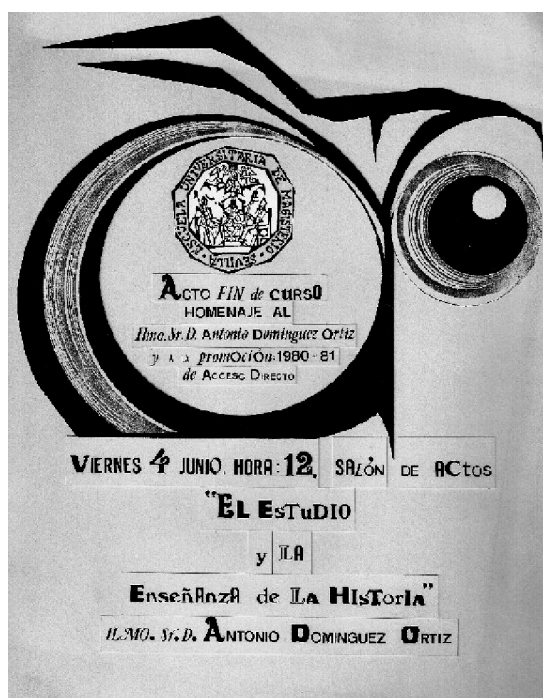 ESCUELA UNIVERSITARIA DE MAGISTERIO · SEVILLA ·
ACTO FIN de CURSO
HOMENAJE AL
Ilmo. Sr. D. Antonio Dominguez Ortiz
y promoción: 1980-81
de ACCESO DIRECTO
VIERNES 4 JUNIO. HORA: 12. SALÓN DE ACTOS
"EL ESTUDIO
y LA
ENSEÑANZA de LA HISTORIA"
ILMO. Sr. D. ANTONIO DOMINGUEZ ORTIZ